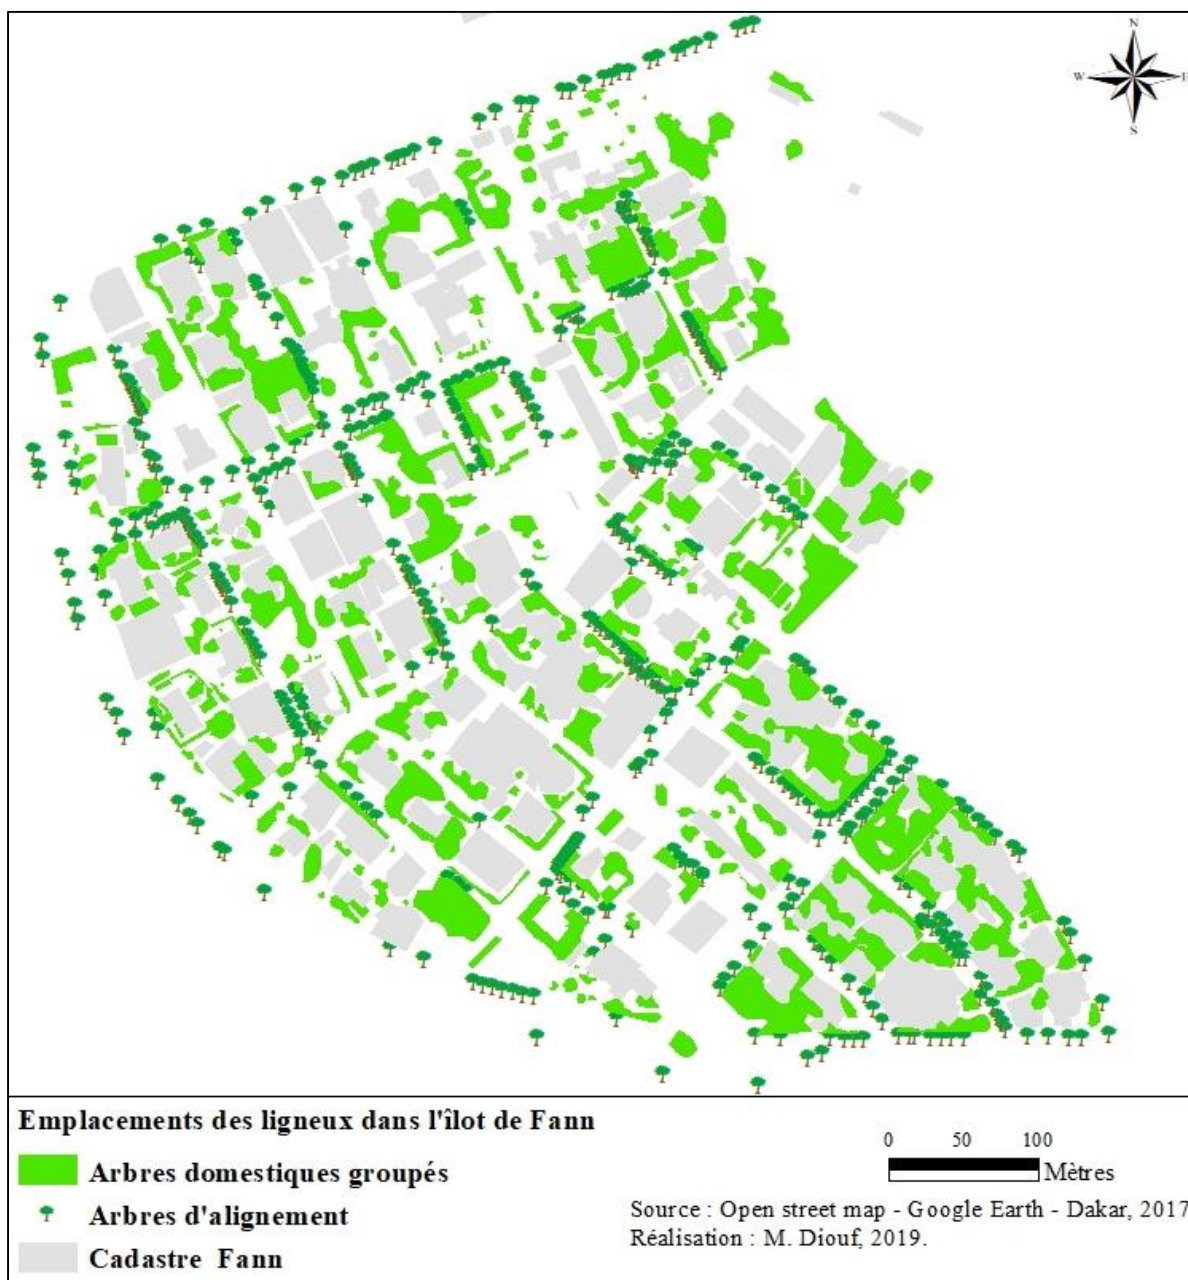 N
W E
S
Emplacements des ligneux dans l'îlot de Fann
Arbres domestiques groupés
Arbres d'alignement
Cadastre Fann
0 50 100
Mètres
Source : Open street map - Google Earth - Dakar, 2017
Réalisation : M. Diouf, 2019.